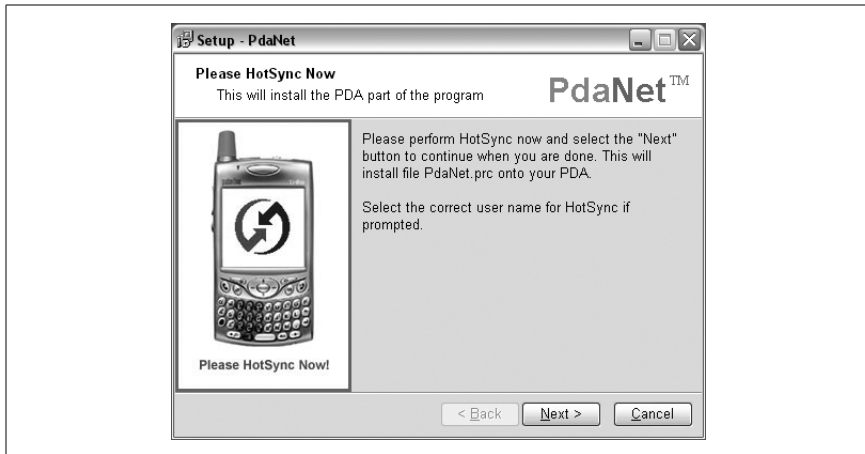 Setup - PdaNet
Please HotSync Now
This will install the PDA part of the program
PdaNet™
Please perform HotSync now and select the "Next"
button to continue when you are done. This will
install file PdaNet.prc onto your PDA.
Select the correct user name for HotSync if
prompted.
Please HotSync Now!
< Back
Next >
Cancel